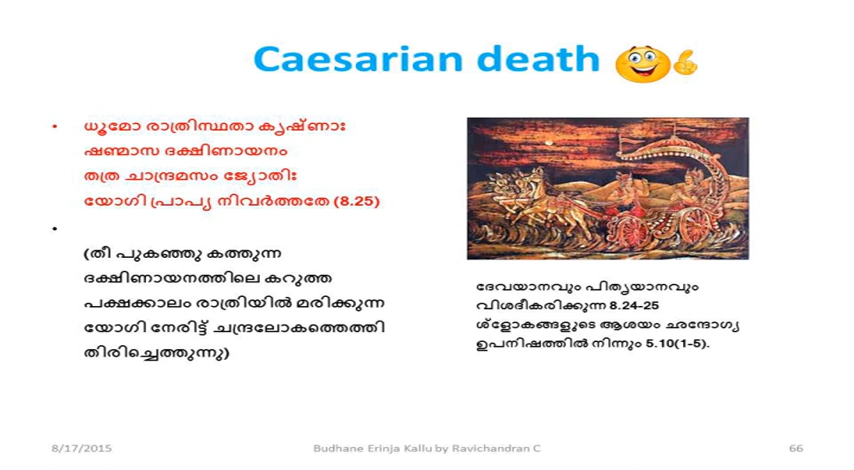 Caesarian death
• ധൂമോ രാത്രിസ്ഥതാ കൃഷ്ണാഃ
ഷണ്മാസ ദക്ഷിണായനം
തത്ര ചാന്ദ്രമസം ജ്യോതിഃ
യോഗി പ്രാപ്യ നിവർത്തതേ (8.25)
•
(തീ പുകഞ്ഞു കത്തുന്ന
ദക്ഷിണായനത്തിലെ കറുത്ത
പക്ഷക്കാലം രാത്രിയിൽ മരിക്കുന്ന
യോഗി നേരിട്ട് ചന്ദ്രലോകത്തെത്തി
തിരിച്ചെത്തുന്നു)
ദേവയാനവും പിതൃയാനവും
വിശദീകരിക്കുന്ന 8.24-25
ശ്ളോകങ്ങളുടെ ആശയം ഛന്ദോഗ്യ
ഉപനിഷത്തിൽ നിന്നും 5.10(1-5).
8/17/2015
Budhane Erinja Kallu by Ravichandran C
66